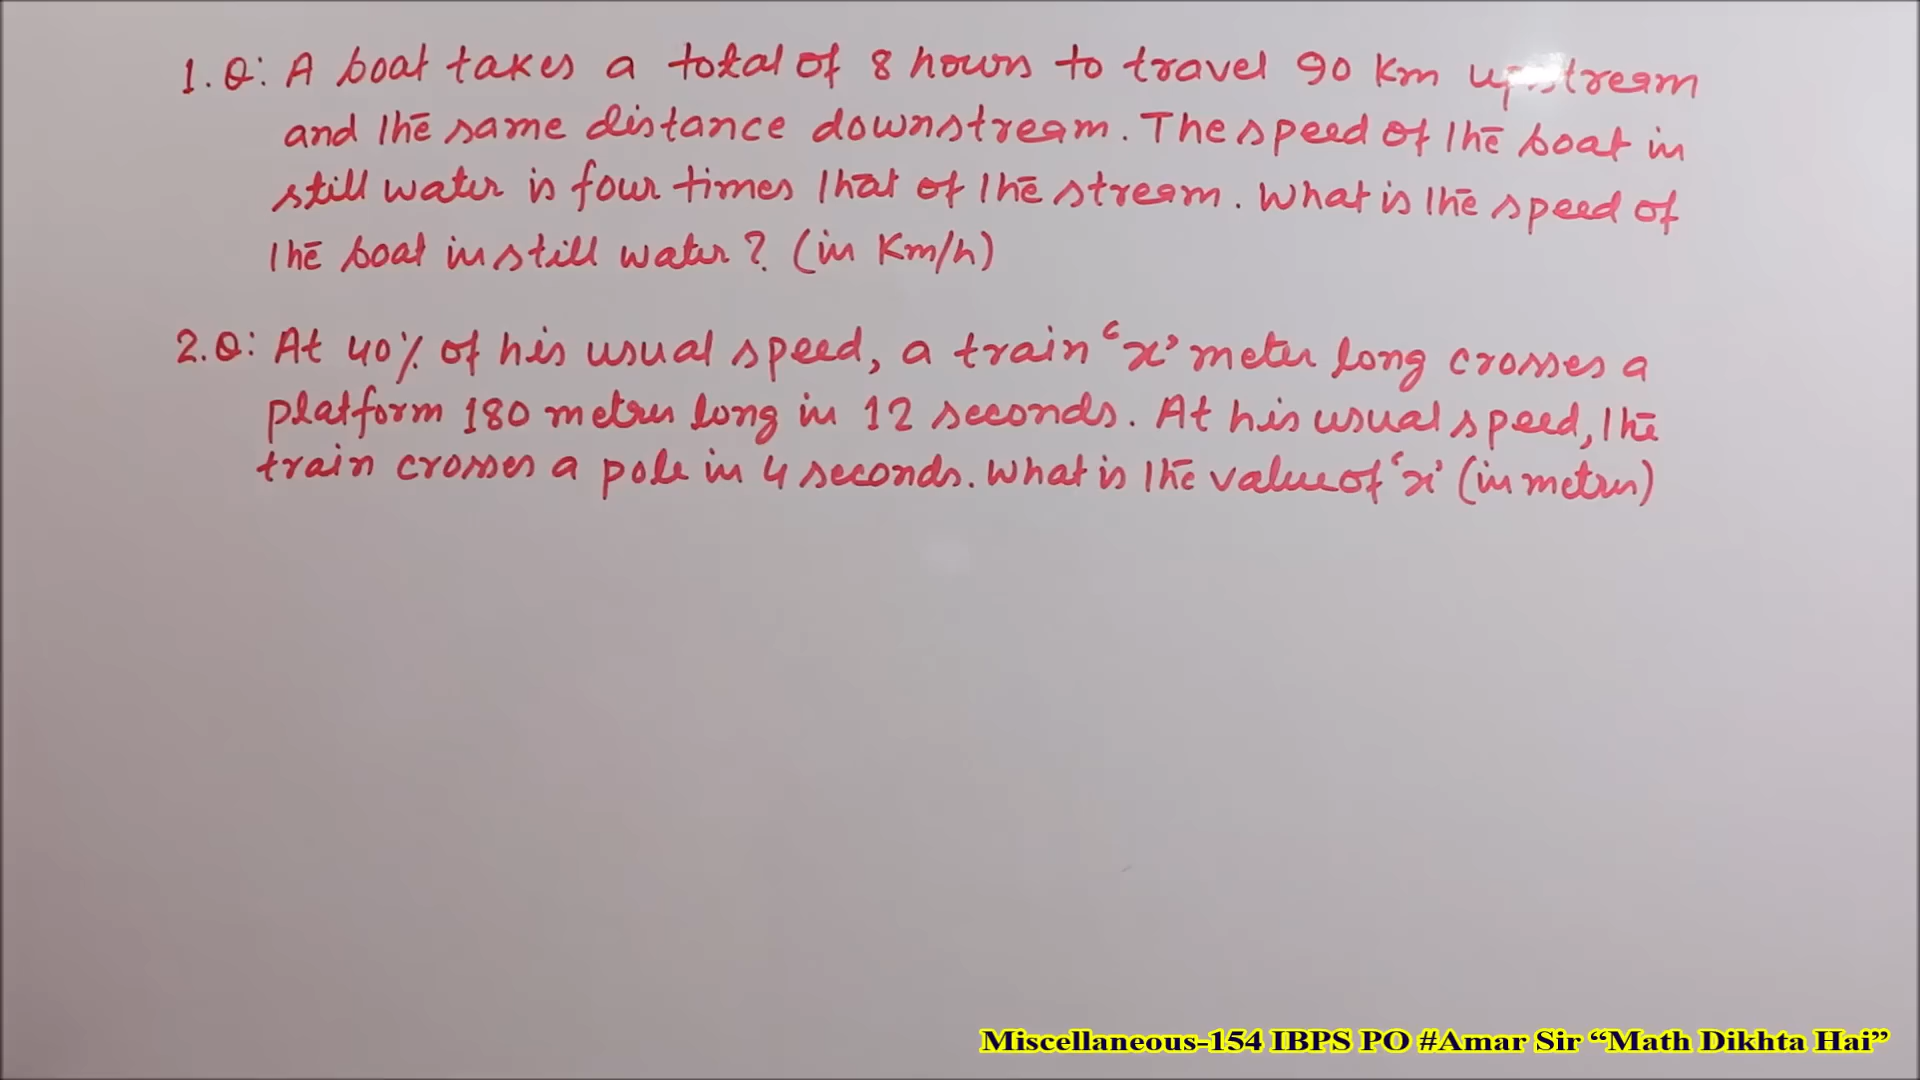 1. Q: A boat takes a total of 8 hours to travel 90 Km upstream
and the same distance downstream. The speed of the boat in
still water is four times that of the stream. What is the speed of
the boat in still water? (in Km/h)
2. Q: At 40% of his usual speed, a train ‘x’ meter long crosses a
platform 180 metres long in 12 seconds. At his usual speed, the
train crosses a pole in 4 seconds. What is the value of ‘x’ (in metres)
Miscellaneous-154 IBPS PO #Amar Sir “Math Dikhta Hai”